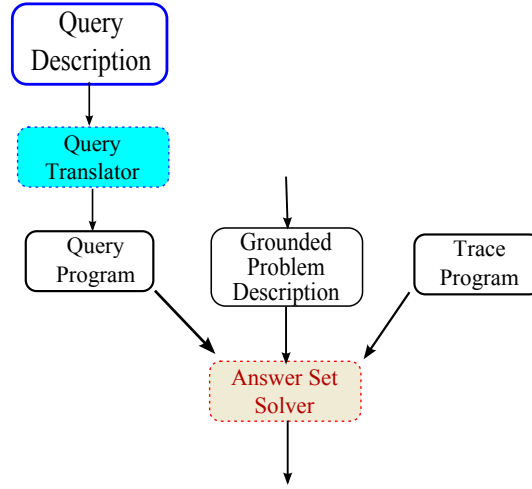 Query
Description
Query
Translator
Query
Program
Grounded
Problem
Description
Trace
Program
Answer Set
Solver